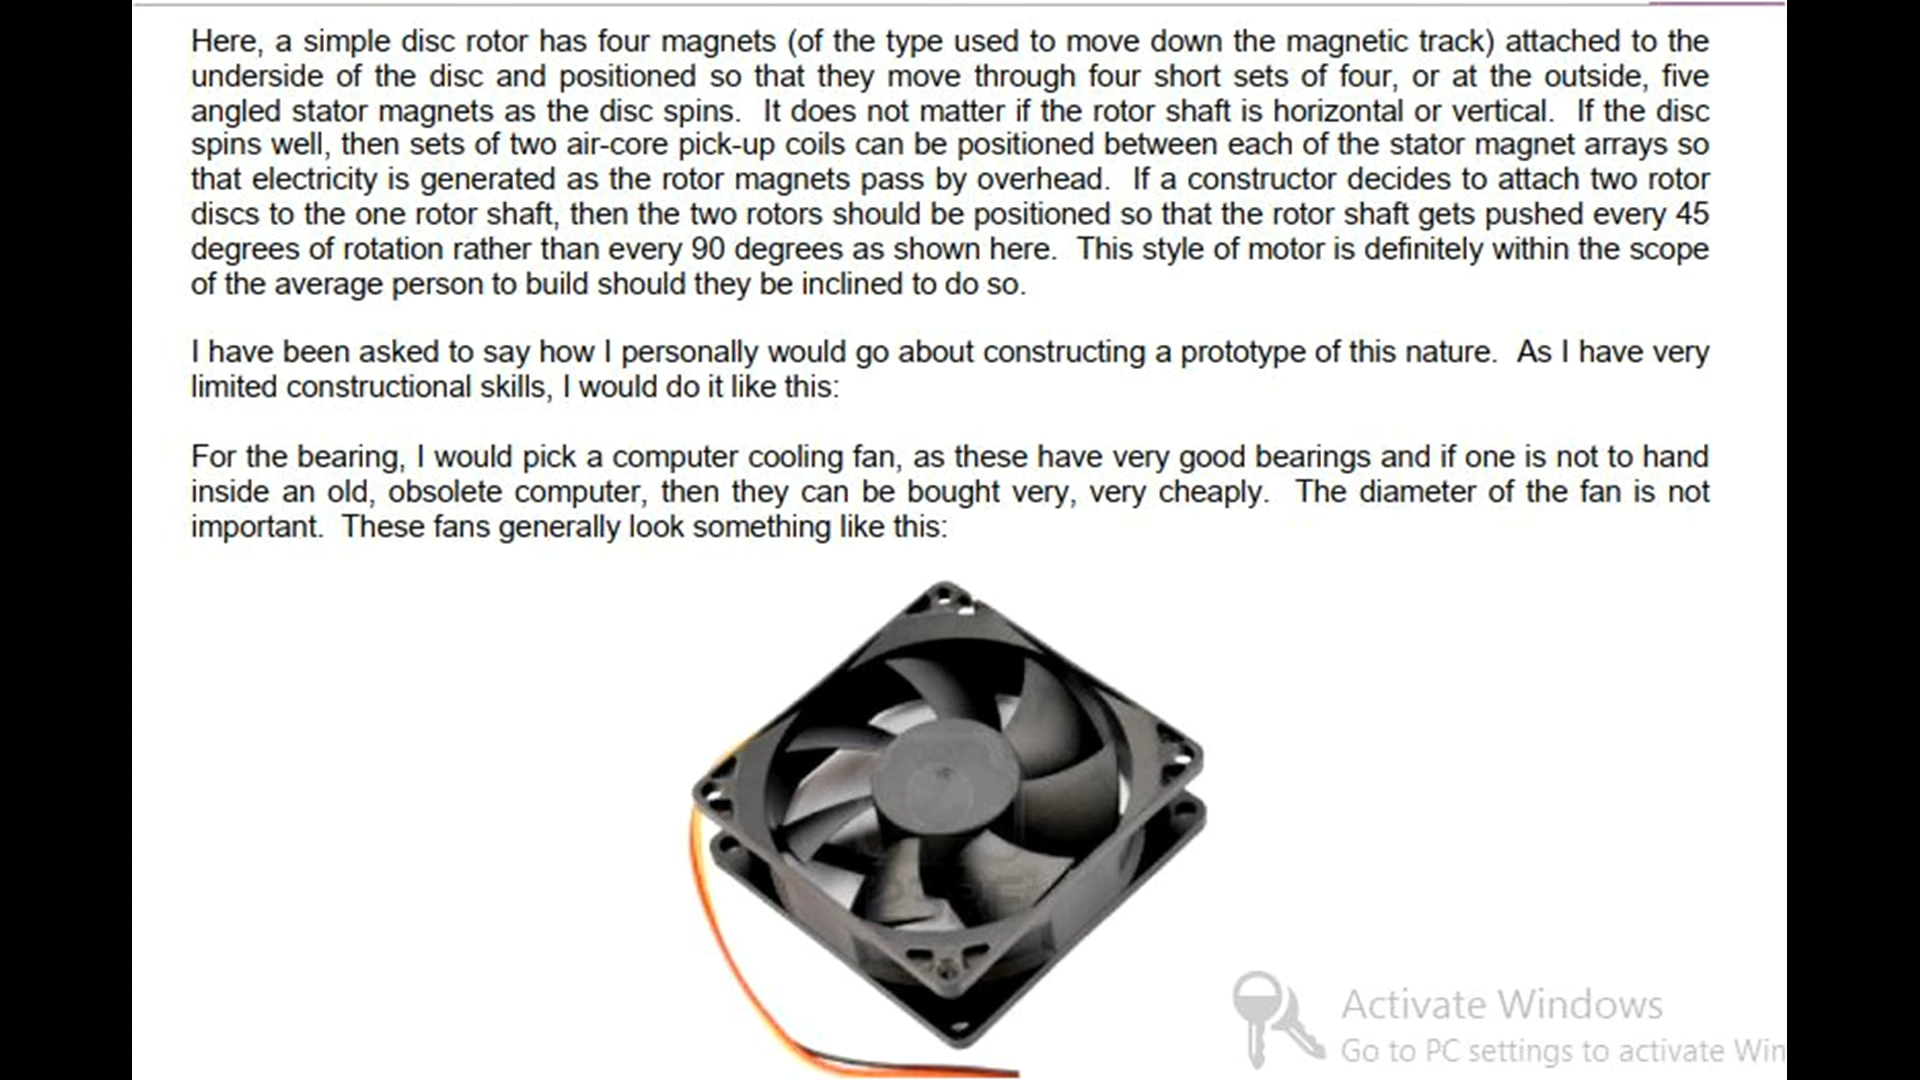 Here, a simple disc rotor has four magnets (of the type used to move down the magnetic track) attached to the
underside of the disc and positioned so that they move through four short sets of four, or at the outside, five
angled stator magnets as the disc spins.  It does not matter if the rotor shaft is horizontal or vertical.  If the disc
spins well, then sets of two air-core pick-up coils can be positioned between each of the stator magnet arrays so
that electricity is generated as the rotor magnets pass by overhead.  If a constructor decides to attach two rotor
discs to the one rotor shaft, then the two rotors should be positioned so that the rotor shaft gets pushed every 45
degrees of rotation rather than every 90 degrees as shown here.  This style of motor is definitely within the scope
of the average person to build should they be inclined to do so.
I have been asked to say how I personally would go about constructing a prototype of this nature.  As I have very
limited constructional skills, I would do it like this:
For the bearing, I would pick a computer cooling fan, as these have very good bearings and if one is not to hand
inside an old, obsolete computer, then they can be bought very, very cheaply.  The diameter of the fan is not
important.  These fans generally look something like this:
Activate Windows
Go to PC settings to activate Win